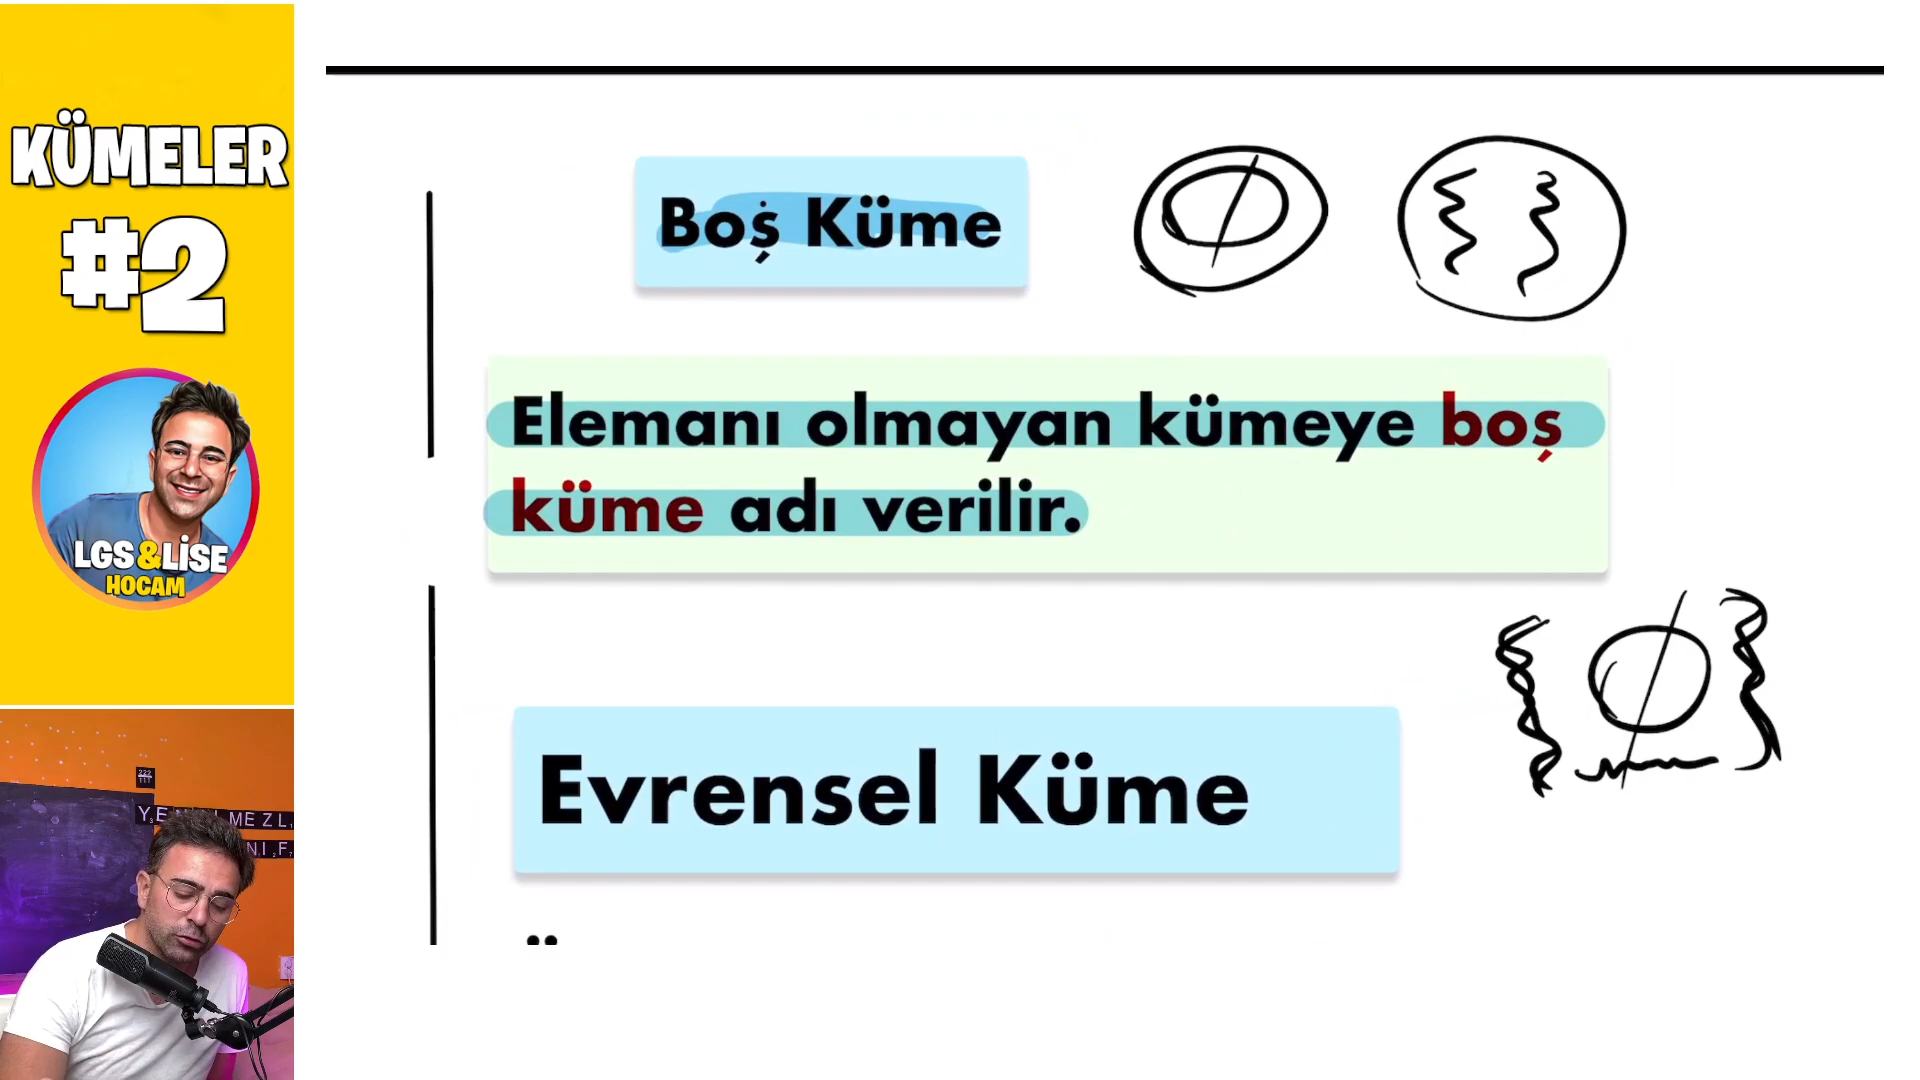 KÜMELER
#2
LGS&LİSE
HOCAM
Boş Küme
∅
{ }
Elemanı olmayan kümeye boş
küme adı verilir.
{ ∅ }
Evrensel Küme